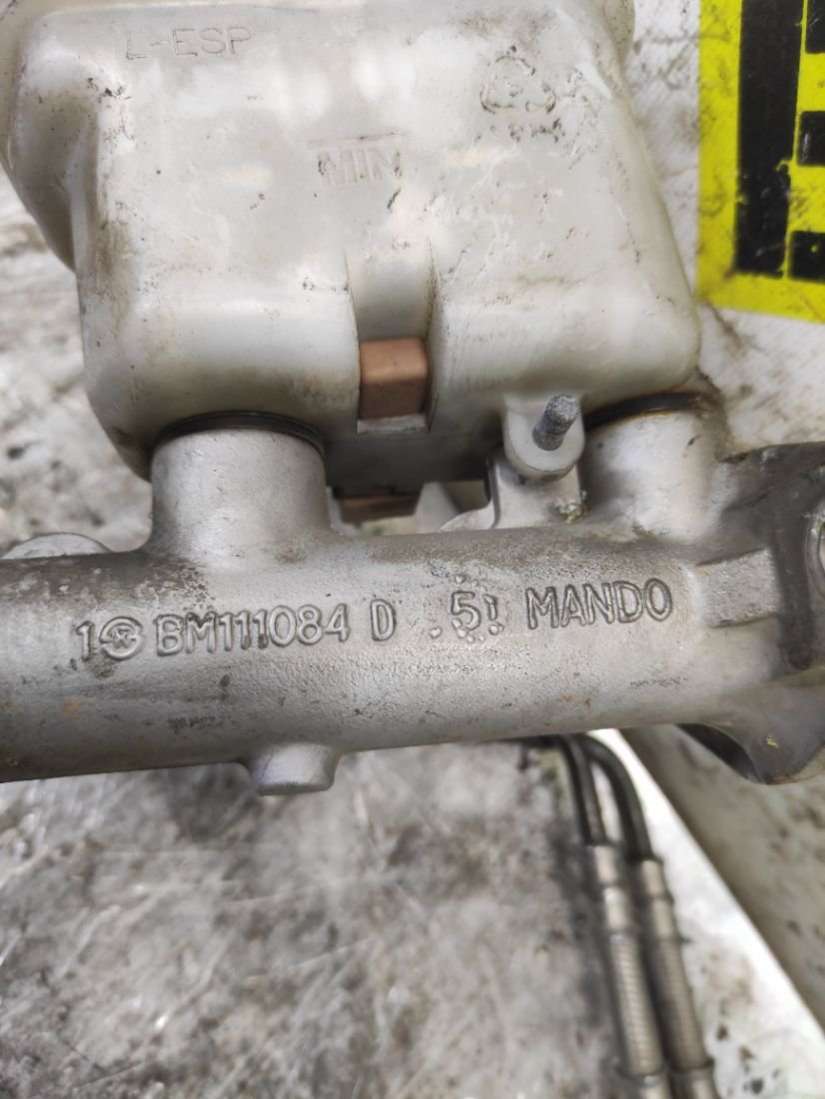 L-ESP
MIN
1 BM111084 D .5 MANDO